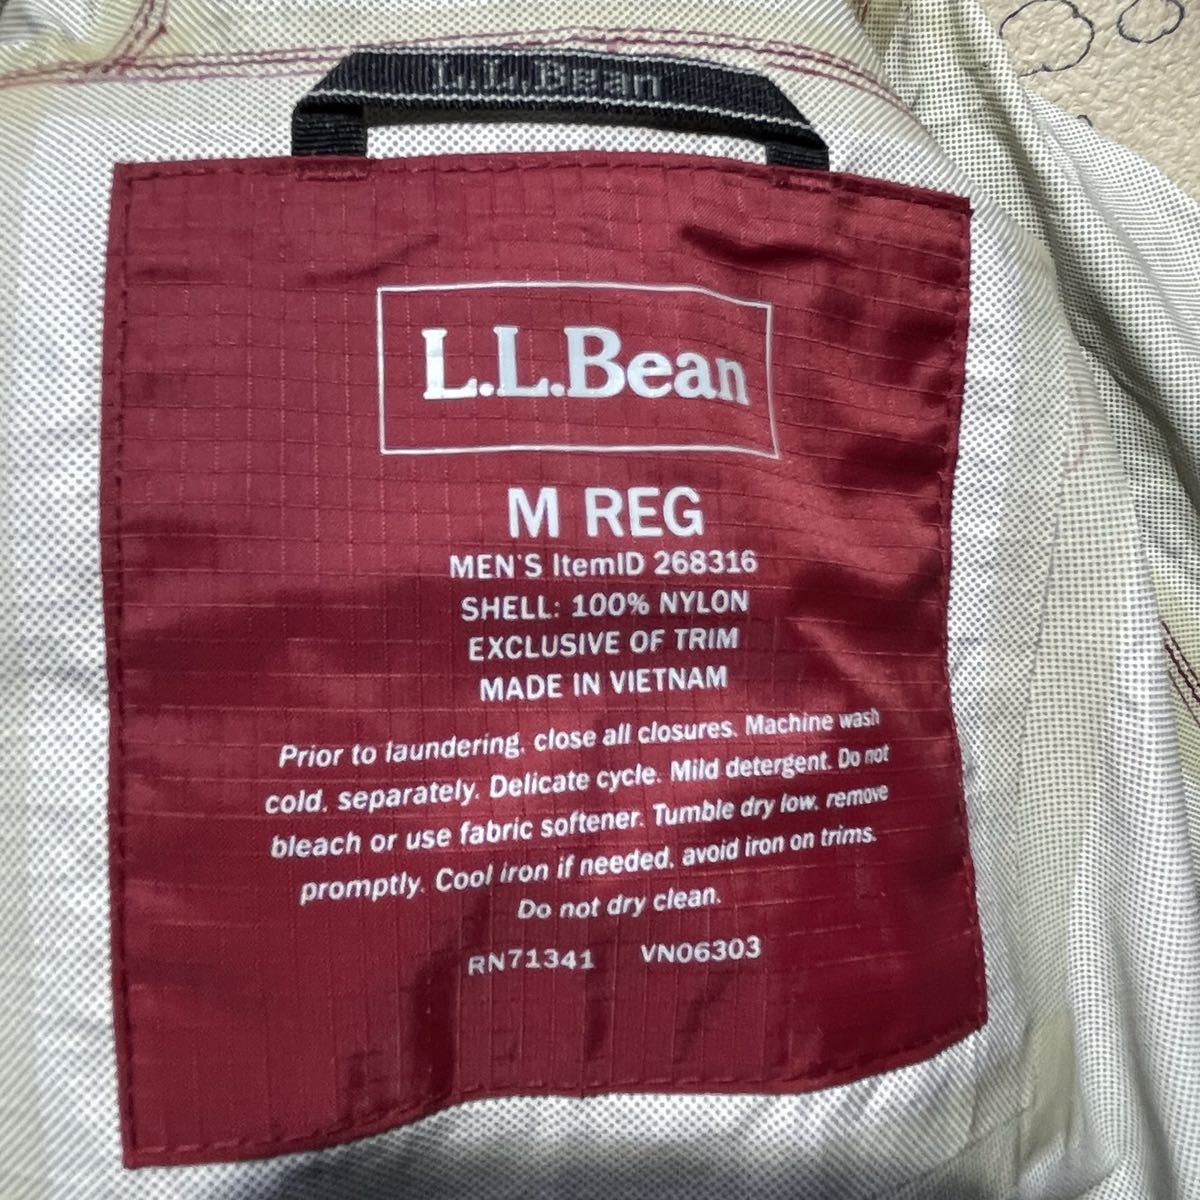 L.L.Bean
L.L.Bean
M REG
MEN'S ItemID 268316
SHELL: 100% NYLON
EXCLUSIVE OF TRIM
MADE IN VIETNAM
Prior to laundering, close all closures. Machine wash
cold, separately. Delicate cycle. Mild detergent. Do not
bleach or use fabric softener. Tumble dry low, remove
promptly. Cool iron if needed, avoid iron on trims.
Do not dry clean.
RN71341 VN06303